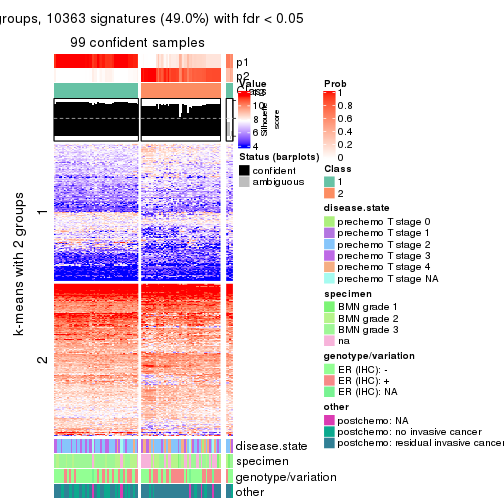 groups, 10363 signatures (49.0%) with fdr < 0.05
99 confident samples
p1
p2
Class
Silhouette
score
k-means with 2 groups
1
2
disease.state
specimen
genotype/variation
other
Value
12
10
8
6
4
Status (barplots)
confident
ambiguous
Prob
1
0.8
0.6
0.4
0.2
0
Class
1
2
disease.state
prechemo T stage 0
prechemo T stage 1
prechemo T stage 2
prechemo T stage 3
prechemo T stage 4
prechemo T stage NA
specimen
BMN grade 1
BMN grade 2
BMN grade 3
na
genotype/variation
ER (IHC): -
ER (IHC): +
ER (IHC): NA
other
postchemo: NA
postchemo: no invasive cancer
postchemo: residual invasive cancer